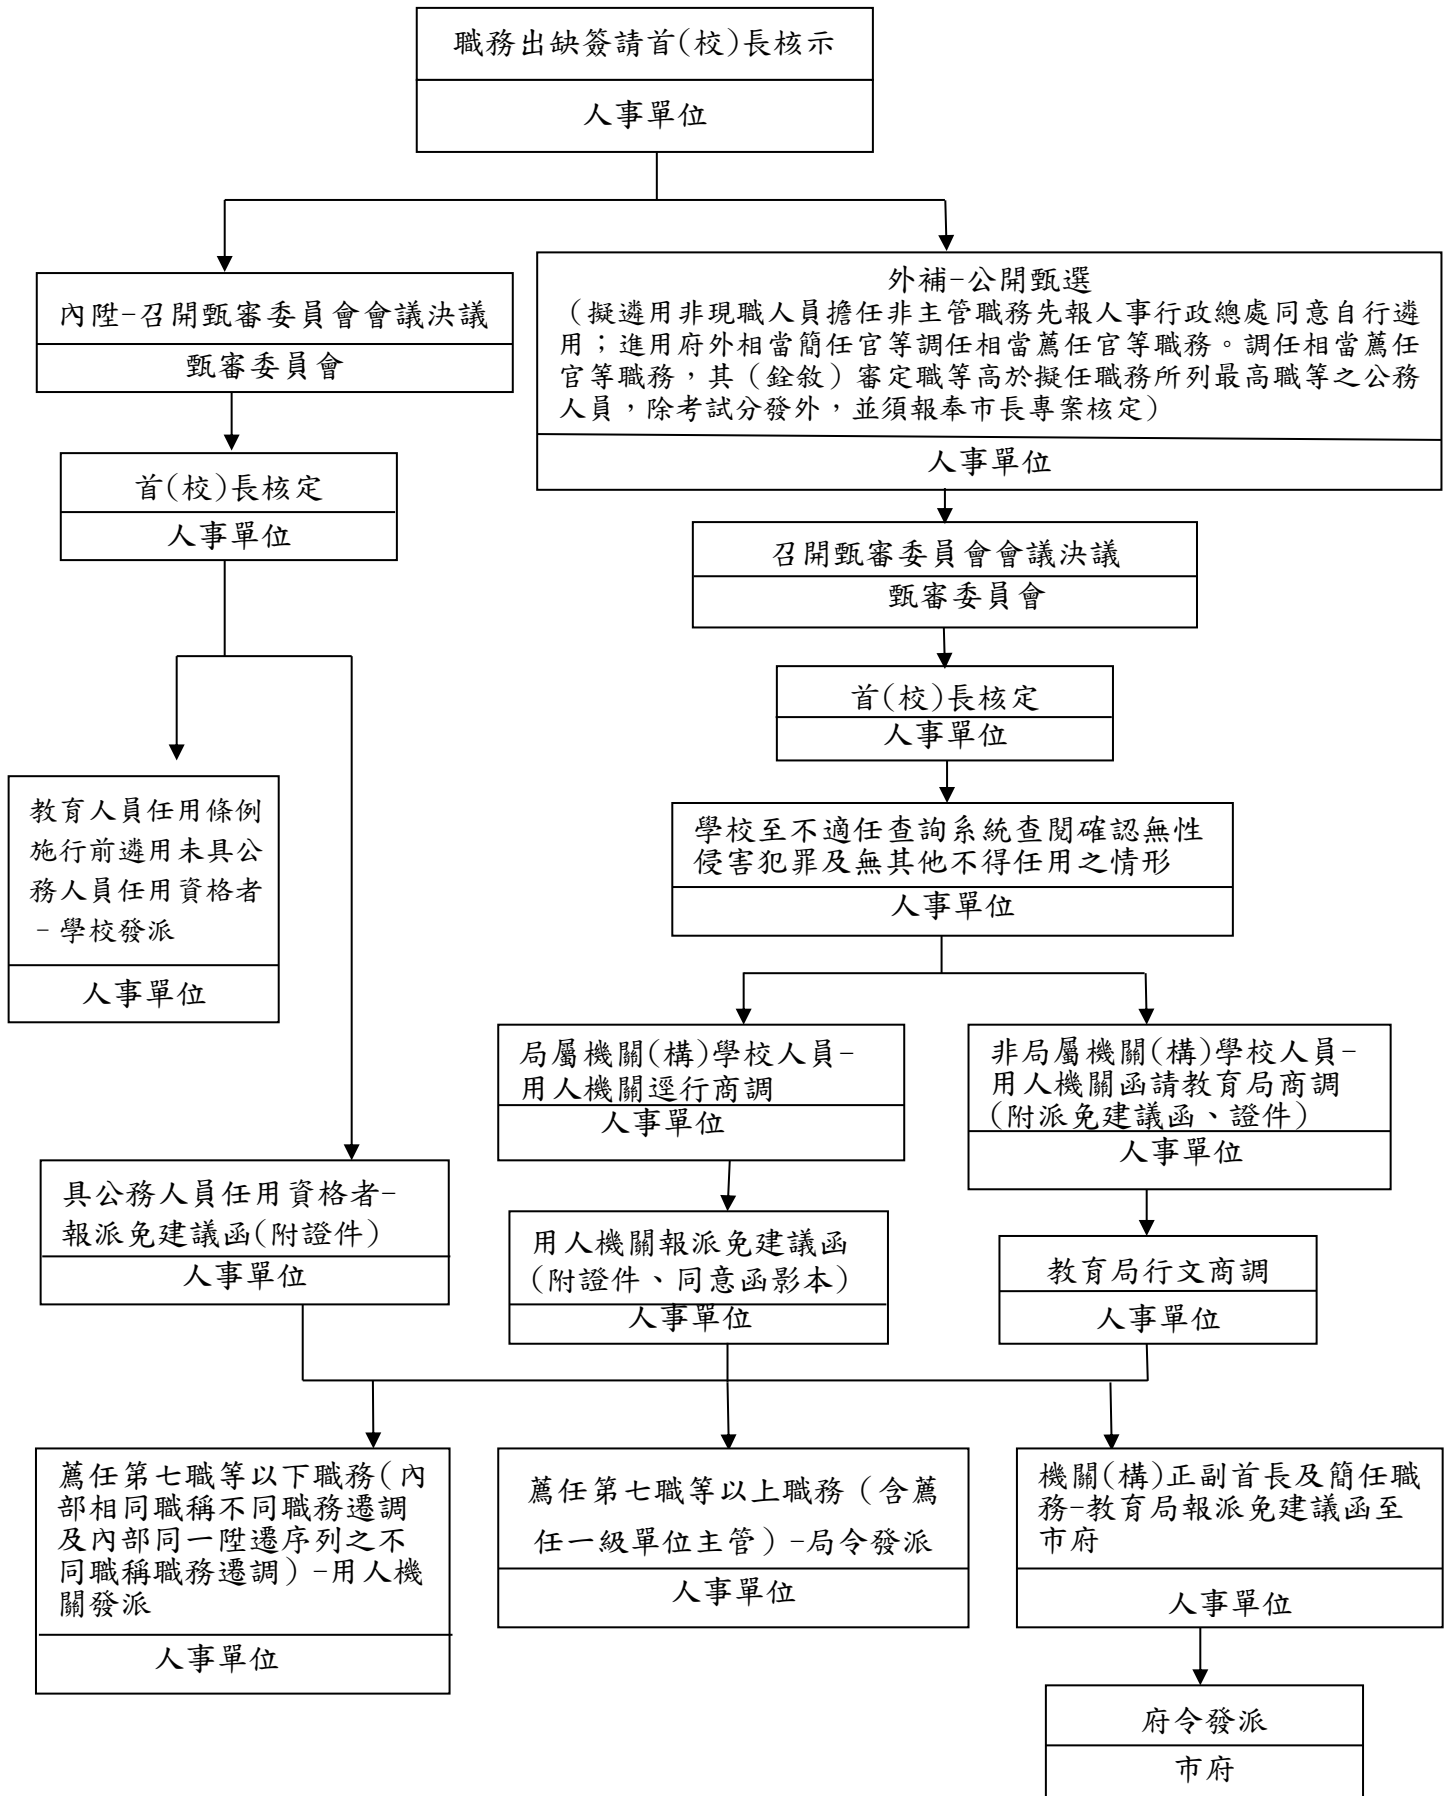 職務出缺簽請首(校)長核示
人事單位
內陞-召開甄審委員會會議決議
甄審委員會
外補-公開甄選
（擬遴用非現職人員擔任非主管職務先報人事行政總處同意自行遴
用；進用府外相當簡任官等調任相當薦任官等職務。調任相當薦任
官等職務，其（銓敘）審定職等高於擬任職務所列最高職等之公務
人員，除考試分發外，並須報奉市長專案核定）
人事單位
首(校)長核定
人事單位
召開甄審委員會會議決議
甄審委員會
首(校)長核定
人事單位
教育人員任用條例
施行前遴用未具公
務人員任用資格者
-學校發派
人事單位
學校至不適任查詢系統查閱確認無性
侵害犯罪及無其他不得任用之情形
人事單位
局屬機關(構)學校人員-
用人機關逕行商調
人事單位
非局屬機關(構)學校人員-
用人機關函請教育局商調
(附派免建議函、證件)
人事單位
具公務人員任用資格者-
報派免建議函(附證件)
人事單位
用人機關報派免建議函
(附證件、同意函影本)
人事單位
教育局行文商調
人事單位
薦任第七職等以下職務(內
部相同職稱不同職務遷調
及內部同一陞遷序列之不
同職稱職務遷調）-用人機
關發派
人事單位
薦任第七職等以上職務（含薦
任一級單位主管）-局令發派
人事單位
機關(構)正副首長及簡任職
務-教育局報派免建議函至
市府
人事單位
府令發派
市府